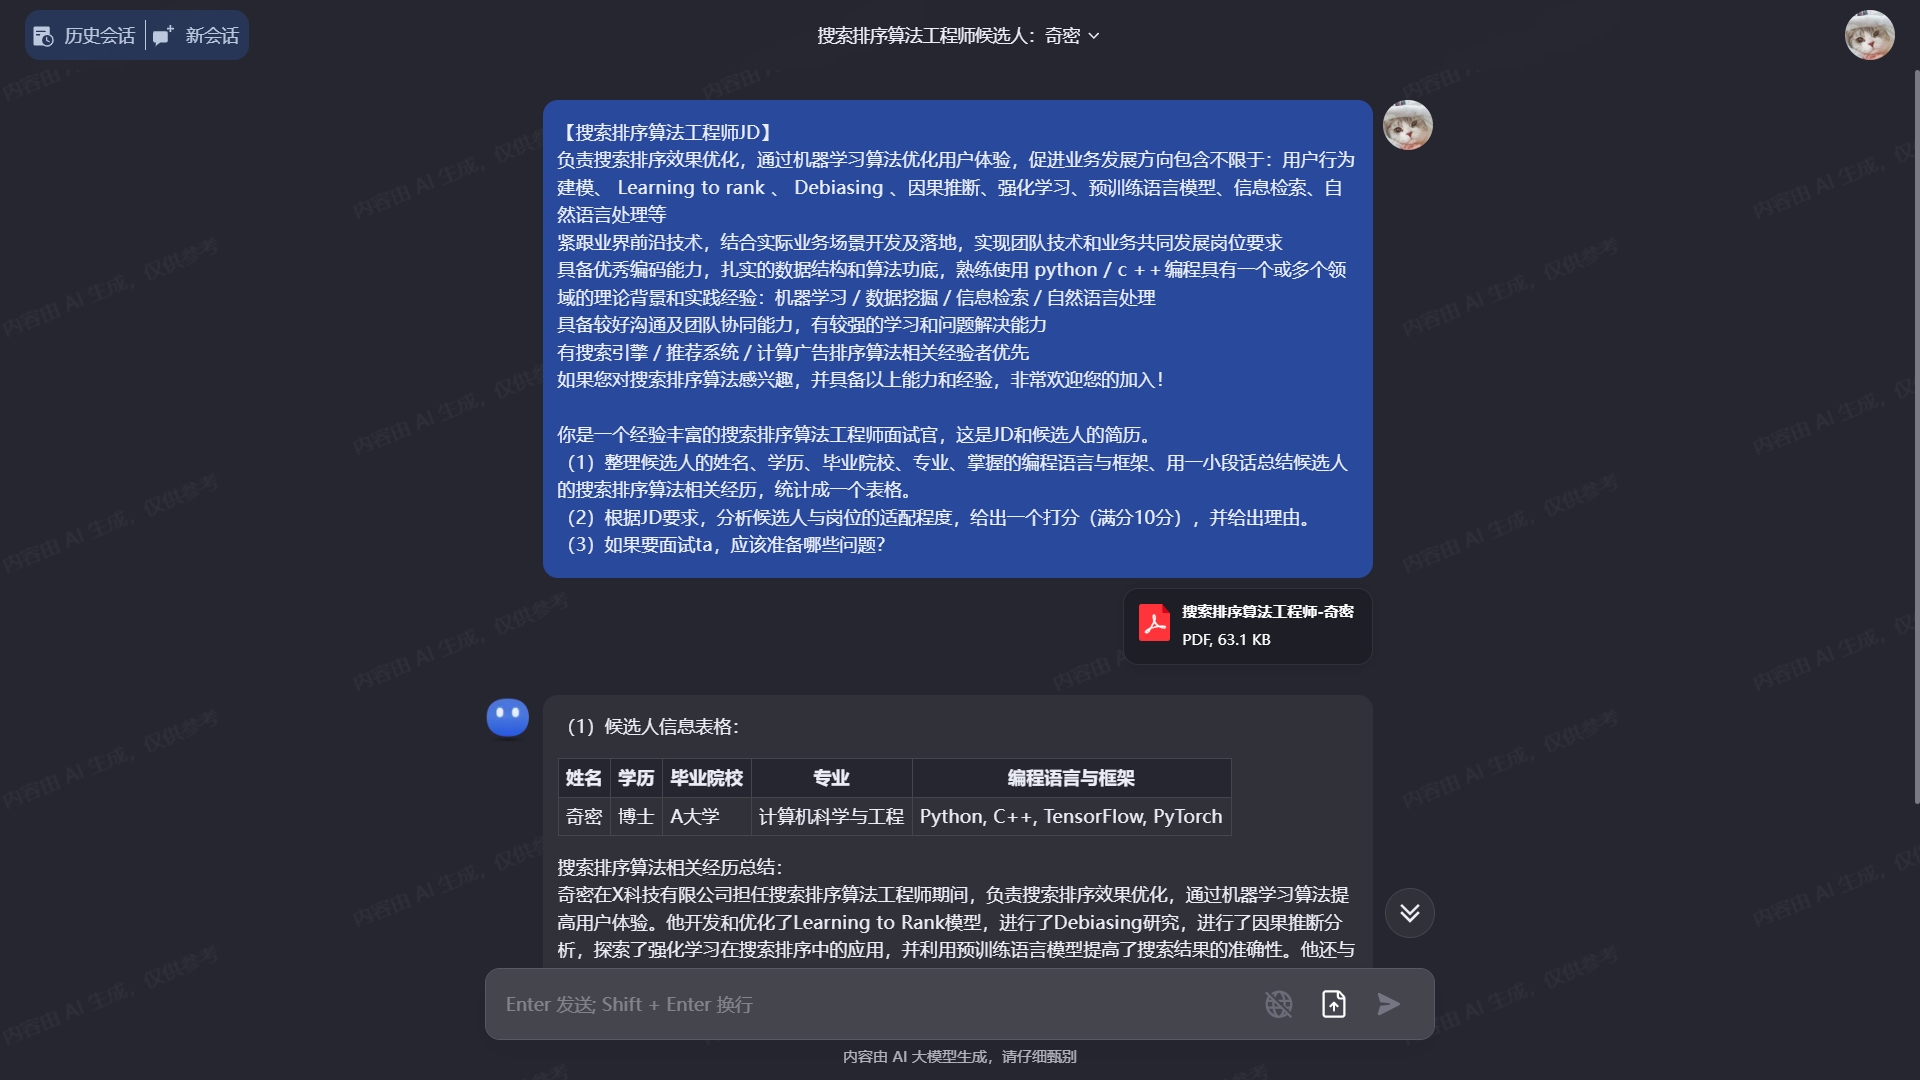 历史会话
新会话
搜索排序算法工程师候选人：奇密
【搜索排序算法工程师JD】
负责搜索排序效果优化，通过机器学习算法优化用户体验，促进业务发展方向包含不限于：用户行为
建模、 Learning to rank 、 Debiasing 、因果推断、强化学习、预训练语言模型、信息检索、自
然语言处理等
紧跟业界前沿技术，结合实际业务场景开发及落地，实现团队技术和业务共同发展岗位要求
具备优秀编码能力，扎实的数据结构和算法功底，熟练使用 python / c + + 编程具有一个或多个领
域的理论背景和实践经验：机器学习 / 数据挖掘 / 信息检索 / 自然语言处理
具备较好沟通及团队协同能力，有较强的学习和问题解决能力
有搜索引擎 / 推荐系统 / 计算广告排序算法相关经验者优先
如果您对搜索排序算法感兴趣，并具备以上能力和经验，非常欢迎您的加入！
你是一个经验丰富的搜索排序算法工程师面试官，这是JD和候选人的简历。
（1）整理候选人的姓名、学历、毕业院校、专业、掌握的编程语言与框架、用一小段话总结候选人
的搜索排序算法相关经历，统计成一个表格。
（2）根据JD要求，分析候选人与岗位的适配程度，给出一个打分（满分10分），并给出理由。
（3）如果要面试ta，应该准备哪些问题？
搜索排序算法工程师-奇密
PDF, 63.1 KB
（1）候选人信息表格：
姓名 学历 毕业院校 专业 编程语言与框架
奇密 博士 A大学 计算机科学与工程 Python, C++, TensorFlow, PyTorch
搜索排序算法相关经历总结：
奇密在X科技有限公司担任搜索排序算法工程师期间，负责搜索排序效果优化，通过机器学习算法提
高用户体验。他开发和优化了Learning to Rank模型，进行了Debiasing研究，进行了因果推断分
析，探索了强化学习在搜索排序中的应用，并利用预训练语言模型提高了搜索结果的准确性。他还与
Enter 发送; Shift + Enter 换行
内容由 AI 大模型生成，请仔细甄别
内容由 AI 生成，仅供参考